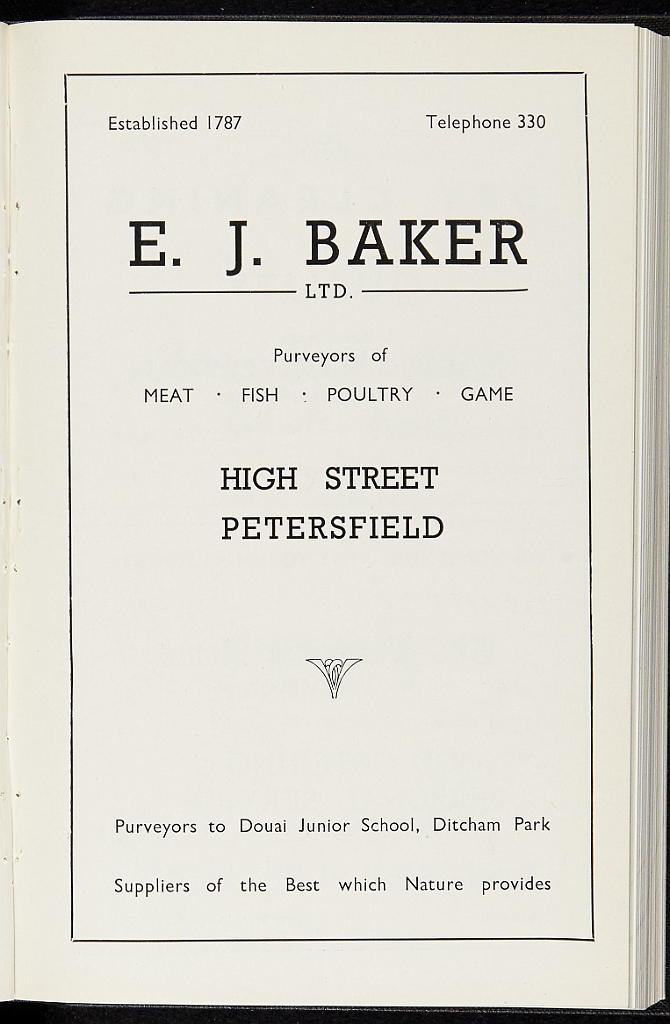 Established 1787 Telephone 330
E. J. BAKER
LTD.
Purveyors of
MEAT · FISH · POULTRY · GAME
HIGH STREET
PETERSFIELD
Purveyors to Douai Junior School, Ditcham Park
Suppliers of the Best which Nature provides